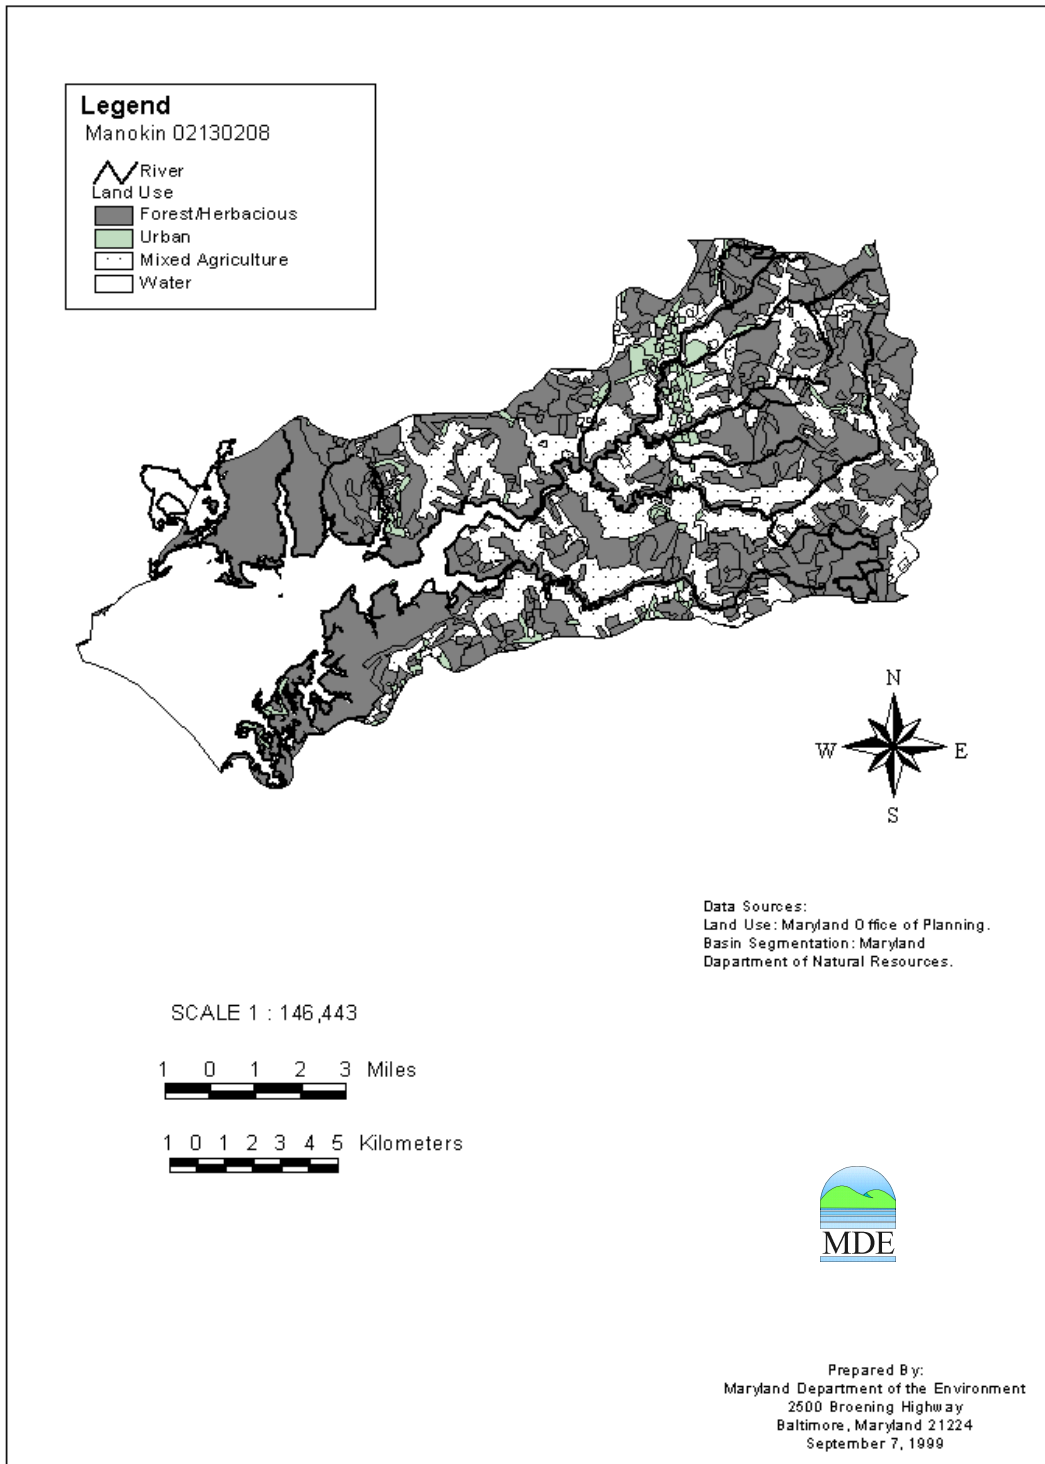 Legend
Manokin 02130208
River
Land Use
Forest/Herbacious
Urban
Mixed Agriculture
Water
N
W
E
S
Data Sources:
Land Use: Maryland Office of Planning.
Basin Segmentation: Maryland
Dapartment of Natural Resources.
SCALE 1 : 146,443
1 0 1 2 3 Miles
1 0 1 2 3 4 5 Kilometers
MDE
Prepared By:
Maryland Department of the Environment
2500 Broening Highway
Baltimore, Maryland 21224
September 7, 1999